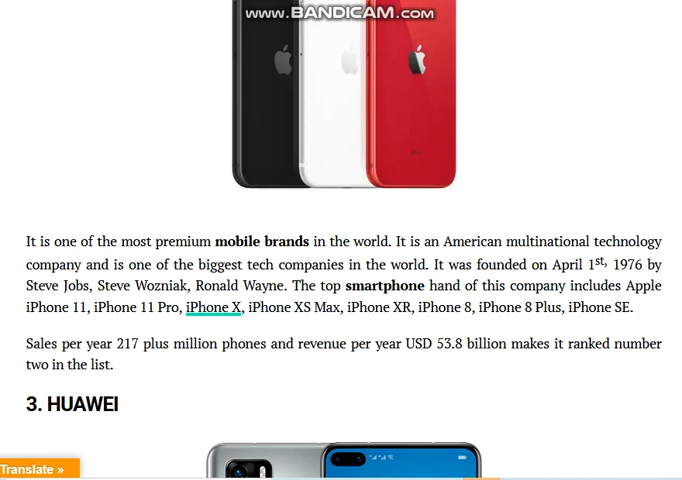 www.BANDICAM.com
It is one of the most premium mobile brands in the world. It is an American multinational technology
company and is one of the biggest tech companies in the world. It was founded on April 1st, 1976 by
Steve Jobs, Steve Wozniak, Ronald Wayne. The top smartphone hand of this company includes Apple
iPhone 11, iPhone 11 Pro, iPhone X, iPhone XS Max, iPhone XR, iPhone 8, iPhone 8 Plus, iPhone SE.
Sales per year 217 plus million phones and revenue per year USD 53.8 billion makes it ranked number
two in the list.
3. HUAWEI
Translate »